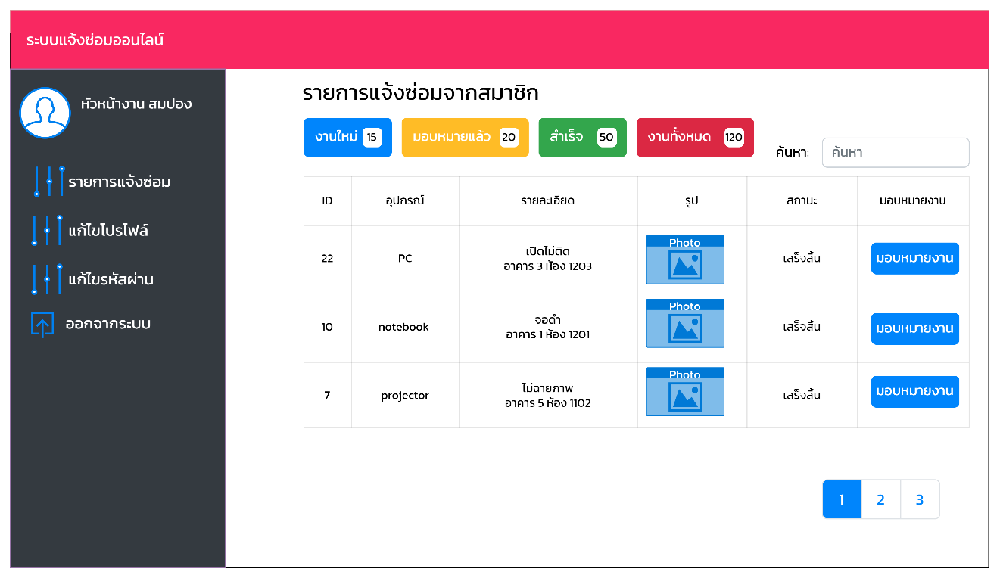 ระบบแจ้งซ่อมออนไลน์
หัวหน้างาน สมปอง
รายการแจ้งซ่อม
แก้ไขโปรไฟล์
แก้ไขรหัสผ่าน
ออกจากระบบ
รายการแจ้งซ่อมจากสมาชิก
งานใหม่ 15 มอบหมายแล้ว 20 สำเร็จ 50 งานทั้งหมด 120
ค้นหา: ค้นหา
ID อุปกรณ์ รายละเอียด รูป สถานะ มอบหมายงาน
Photo
เปิดไม่ติด
22 PC อาคาร 3 ห้อง 1203 เสร็จสิ้น มอบหมายงาน
Photo
จอดำ
10 notebook อาคาร 1 ห้อง 1201 เสร็จสิ้น มอบหมายงาน
Photo
ไม่ฉายภาพ
7 projector อาคาร 5 ห้อง 1102 เสร็จสิ้น มอบหมายงาน
1 2 3